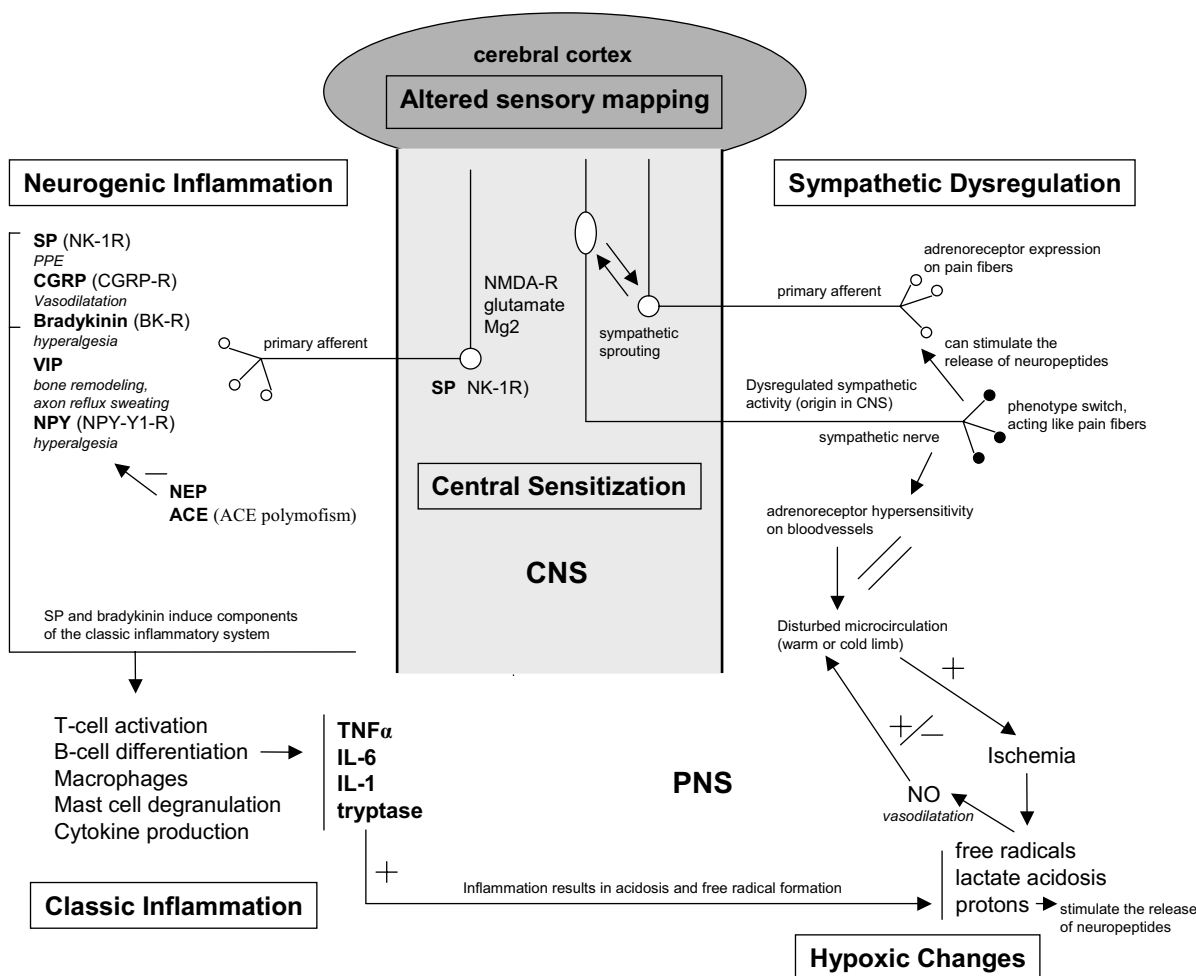 cerebral cortex
Altered sensory mapping
Neurogenic Inflammation
SP (NK-1R)
PPE
CGRP (CGRP-R)
Vasodilatation
Bradykinin (BK-R)
hyperalgesia
VIP
bone remodeling,
axon reflux sweating
NPY (NPY-Y1-R)
hyperalgesia
—
NEP
ACE (ACE polymofism)
primary afferent
NMDA-R
glutamate
Mg2
SP NK-1R)
sympathetic
sprouting
Central Sensitization
CNS
Sympathetic Dysregulation
adrenoreceptor expression
on pain fibers
primary afferent
can stimulate the
release of neuropeptides
Dysregulated sympathetic
activity (origin in CNS)
sympathetic nerve
phenotype switch,
acting like pain fibers
adrenoreceptor hypersensitivity
on bloodvessels
Disturbed microcirculation
(warm or cold limb)
+
+/−
Ischemia
NO
vasodilatation
free radicals
lactate acidosis
protons
stimulate the release
of neuropeptides
Hypoxic Changes
SP and bradykinin induce components
of the classic inflammatory system
T-cell activation
B-cell differentiation
Macrophages
Mast cell degranulation
Cytokine production
TNFα
IL-6
IL-1
tryptase
PNS
+
Inflammation results in acidosis and free radical formation
Classic Inflammation